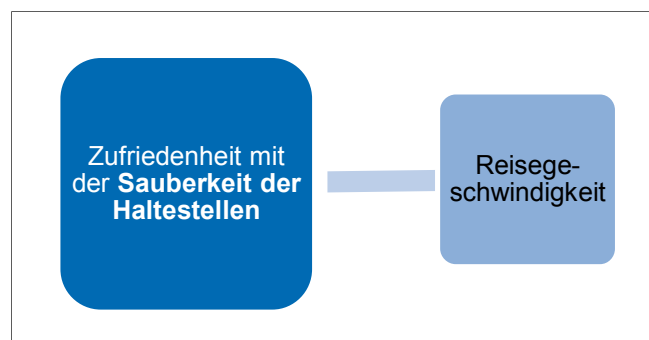 Zufriedenheit mit
der Sauberkeit der
Haltestellen
Reisege-
schwindigkeit